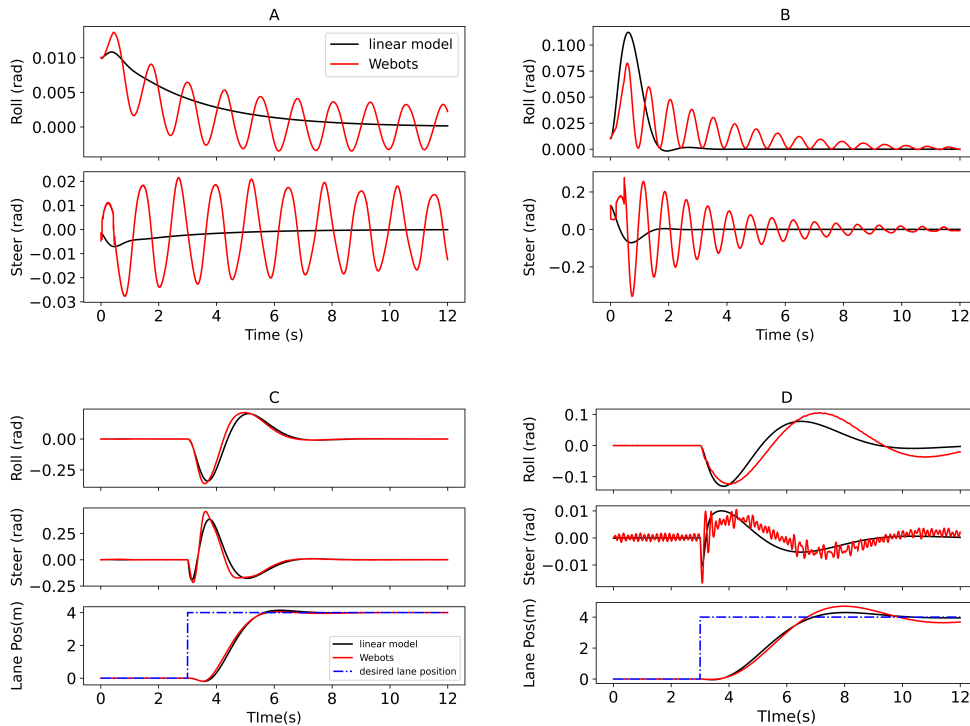 A
Roll (rad)
0.010
0.005
0.000
linear model
Webots
Steer (rad)
0.02
0.01
0.00
−0.01
−0.02
−0.03
0 2 4 6 8 10 12
Time (s)
B
Roll (rad)
0.100
0.075
0.050
0.025
0.000
Steer (rad)
0.2
0.0
−0.2
0 2 4 6 8 10 12
Time (s)
C
Roll (rad)
0.00
−0.25
Steer (rad)
0.25
0.00
−0.25
Lane Pos(m)
4
2
0
linear model
Webots
desired lane position
0 2 4 6 8 10 12
TIme(s)
D
Roll (rad)
0.1
0.0
−0.1
Steer (rad)
0.01
0.00
−0.01
Lane Pos(m)
4
2
0
0 2 4 6 8 10 12
TIme(s)